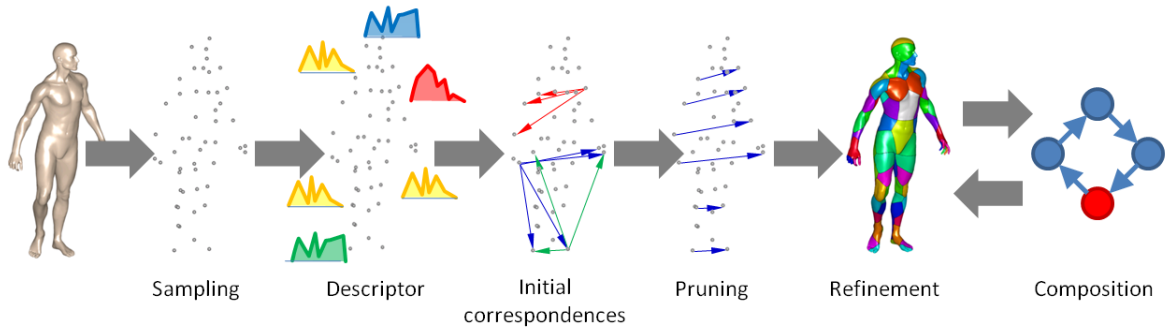 Sampling
Descriptor
Initial
correspondences
Pruning
Refinement
Composition